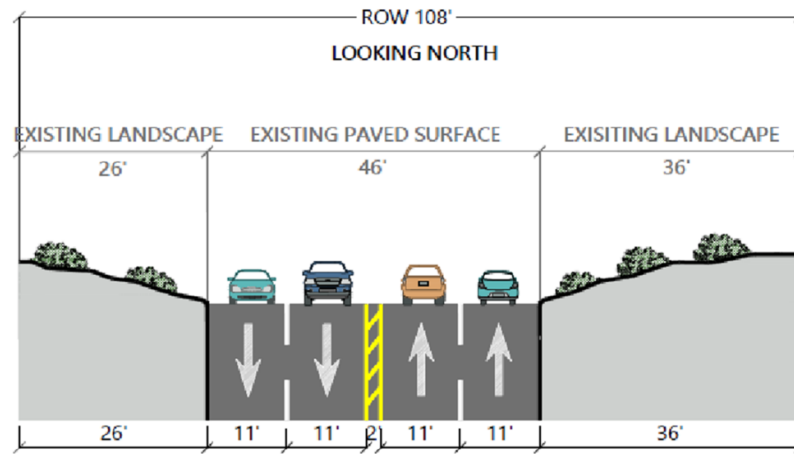 ROW 108'
LOOKING NORTH
EXISTING LANDSCAPE EXISTING PAVED SURFACE EXISITING LANDSCAPE
26' 46' 36'
26' 11' 11' 2' 11' 11' 36'